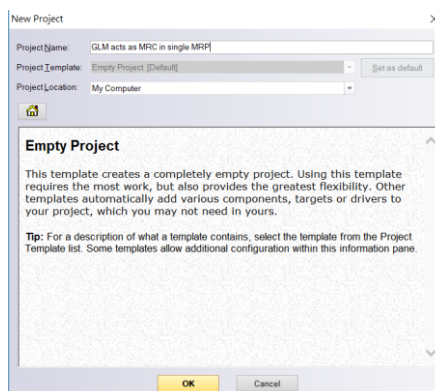 New Project
Project Name: GLM acts as MRC in single MRP
Project Template: Empty Project [Default] Set as default
Project Location: My Computer
Empty Project
This template creates a completely empty project. Using this template
requires the most work, but also provides the greatest flexibility. Other
templates automatically add various components, targets or drivers to
your project, which you may not need in yours.
Tip: For a description of what a template contains, select the template from the Project
Template list. Some templates allow additional configuration within this information pane.
OK Cancel